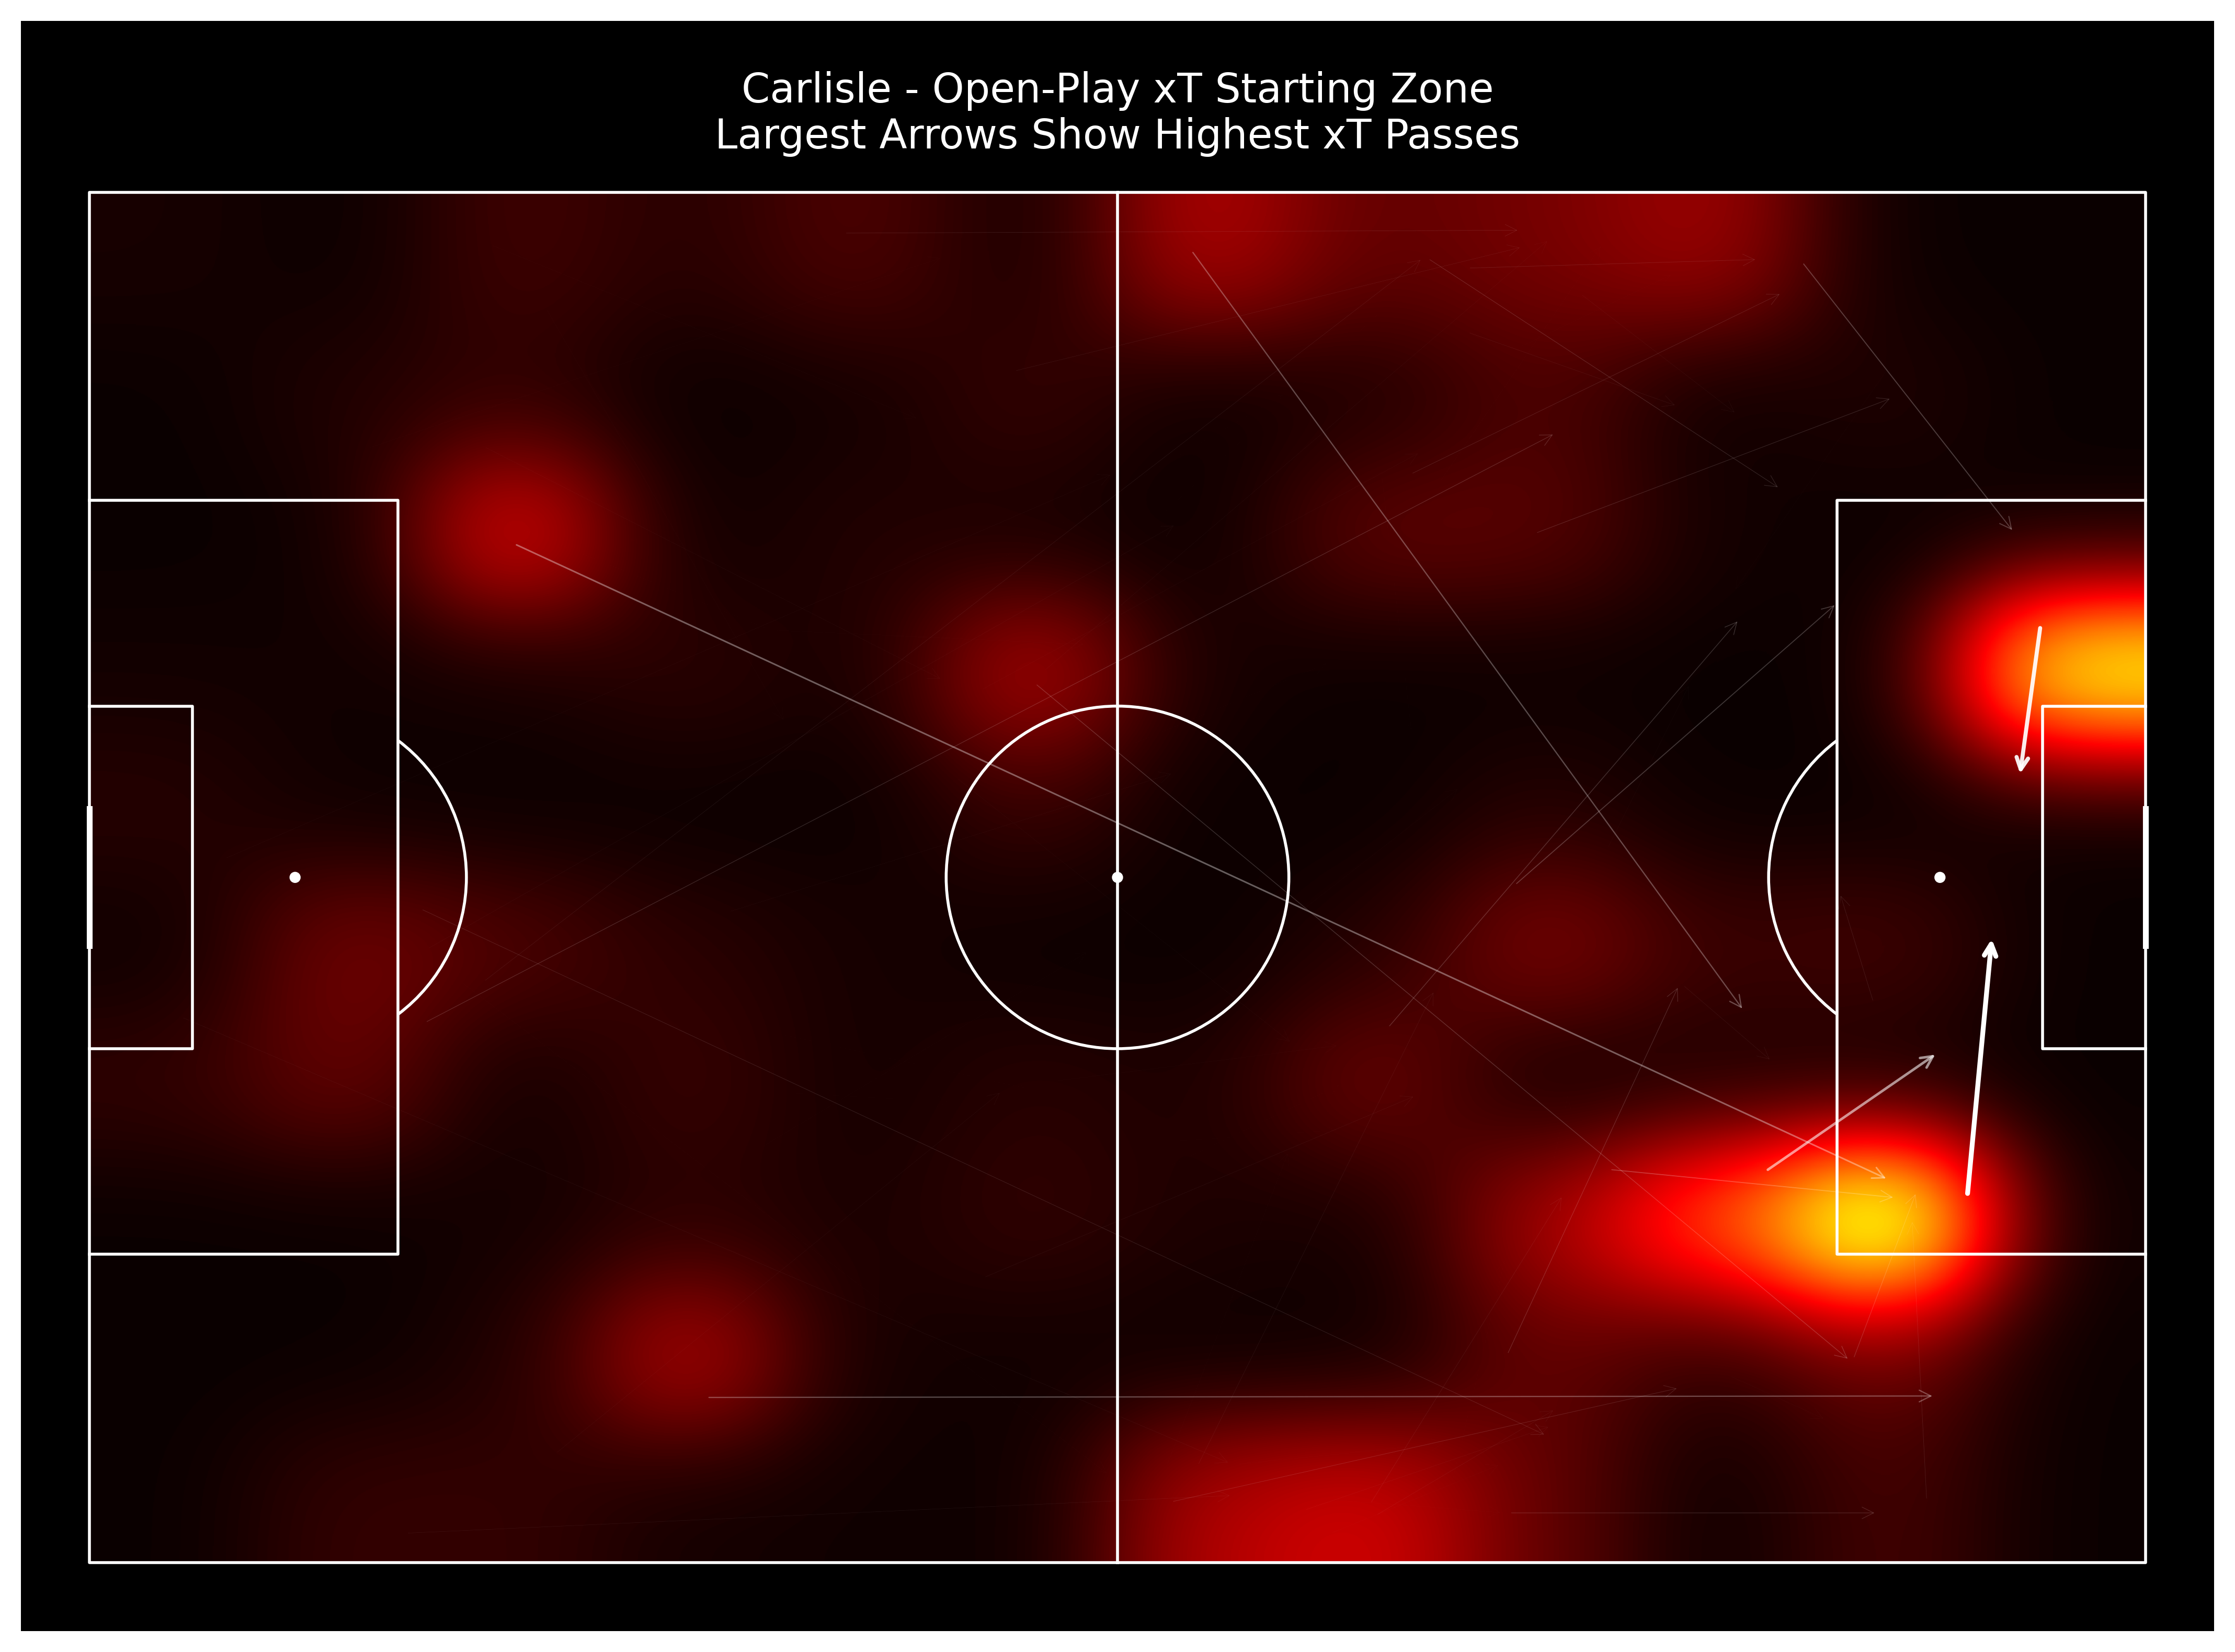 Carlisle - Open-Play xT Starting Zone
Largest Arrows Show Highest xT Passes